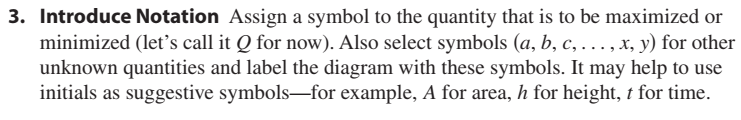 3. Introduce Notation Assign a symbol to the quantity that is to be maximized or
minimized (let’s call it Q for now). Also select symbols (a, b, c, . . . , x, y) for other
unknown quantities and label the diagram with these symbols. It may help to use
initials as suggestive symbols—for example, A for area, h for height, t for time.